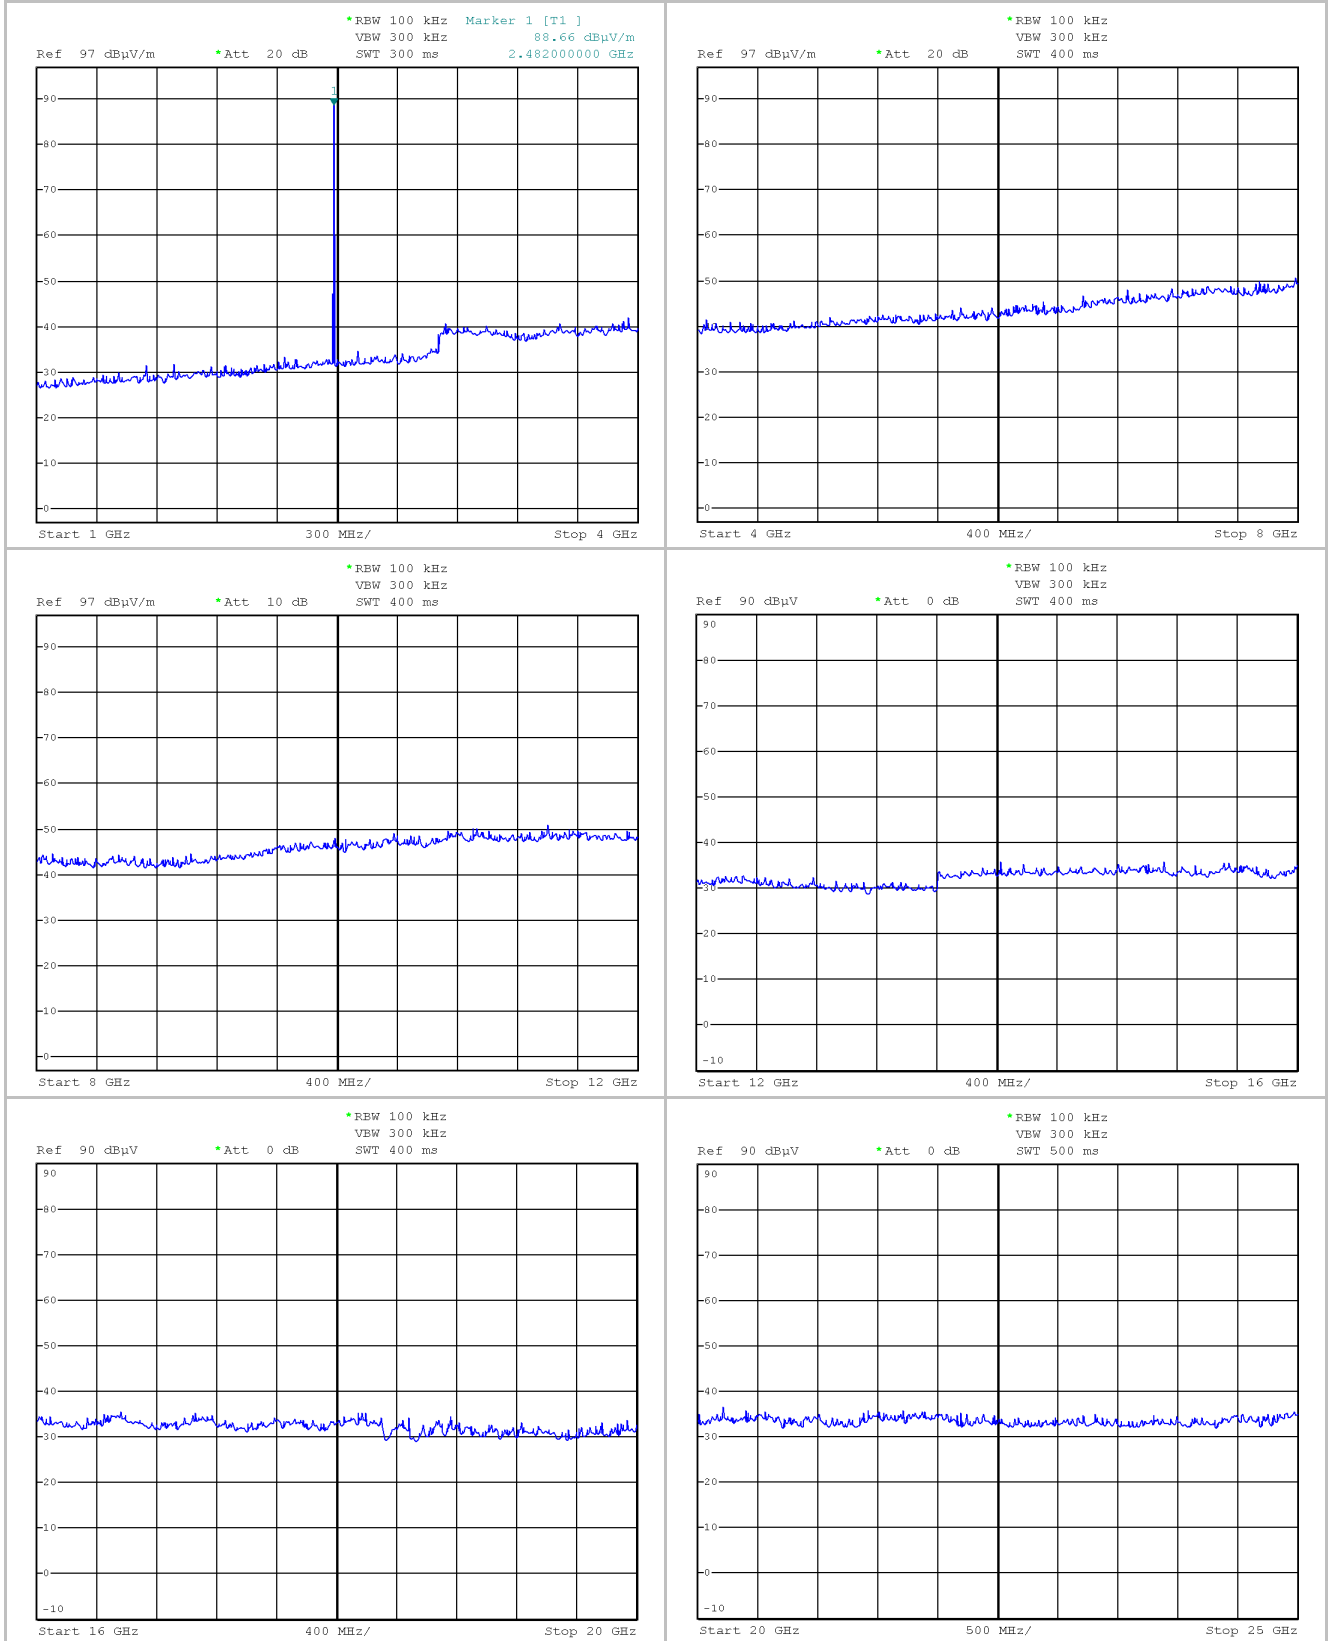 *RBW 100 kHz Marker 1 [T1 ]
VBW 300 kHz 88.66 dBµV/m
Ref 97 dBµV/m *Att 20 dB SWT 300 ms 2.482000000 GHz
1
90
80
70
60
50
40
30
20
10
0
Start 1 GHz 300 MHz/ Stop 4 GHz
*RBW 100 kHz
VBW 300 kHz
Ref 97 dBµV/m *Att 20 dB SWT 400 ms
90
80
70
60
50
40
30
20
10
0
Start 4 GHz 400 MHz/ Stop 8 GHz
*RBW 100 kHz
VBW 300 kHz
Ref 97 dBµV/m *Att 10 dB SWT 400 ms
90
80
70
60
50
40
30
20
10
0
Start 8 GHz 400 MHz/ Stop 12 GHz
*RBW 100 kHz
VBW 300 kHz
Ref 90 dBµV *Att 0 dB SWT 400 ms
90
80
70
60
50
40
30
20
10
0
-10
Start 12 GHz 400 MHz/ Stop 16 GHz
*RBW 100 kHz
VBW 300 kHz
Ref 90 dBµV *Att 0 dB SWT 400 ms
90
80
70
60
50
40
30
20
10
0
-10
Start 16 GHz 400 MHz/ Stop 20 GHz
*RBW 100 kHz
VBW 300 kHz
Ref 90 dBµV *Att 0 dB SWT 500 ms
90
80
70
60
50
40
30
20
10
0
-10
Start 20 GHz 500 MHz/ Stop 25 GHz